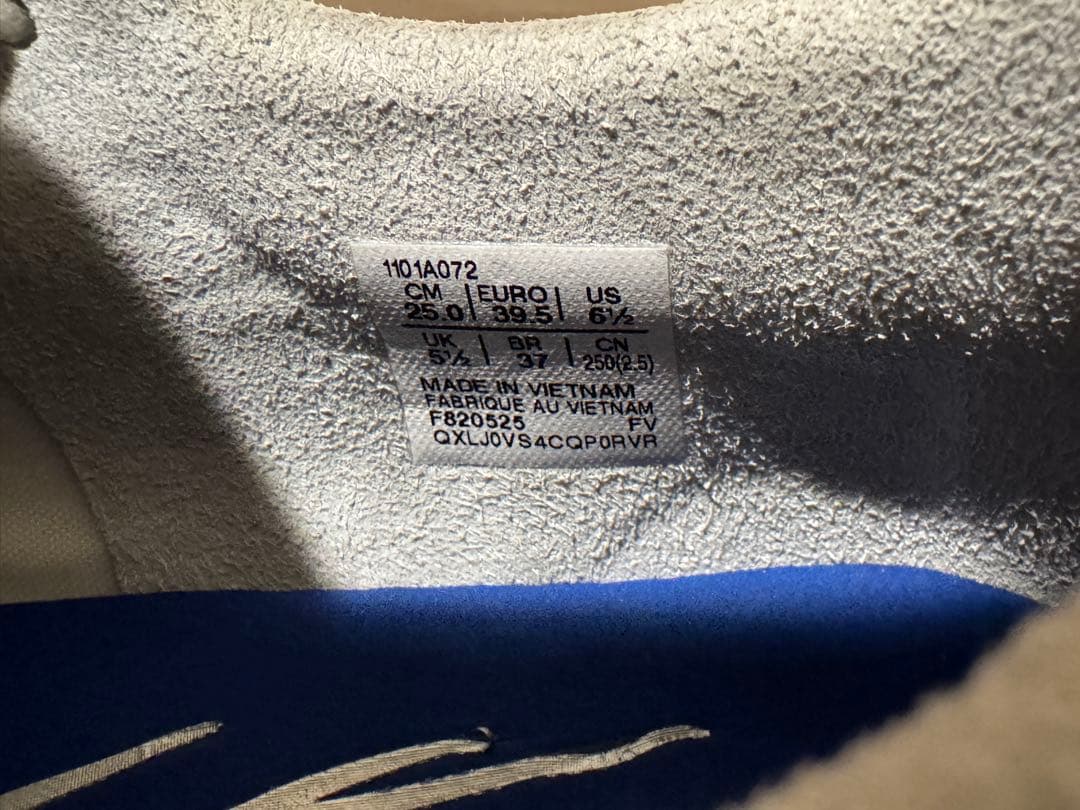 1101A072
CM | EURO | US
25.0 | 39.5 | 6½
UK | BR | CN
5½ | 37 | 250(2.5)
MADE IN VIETNAM
FABRIQUE AU VIETNAM
F820525 FV
QXLJ0VS4CQP0RVR